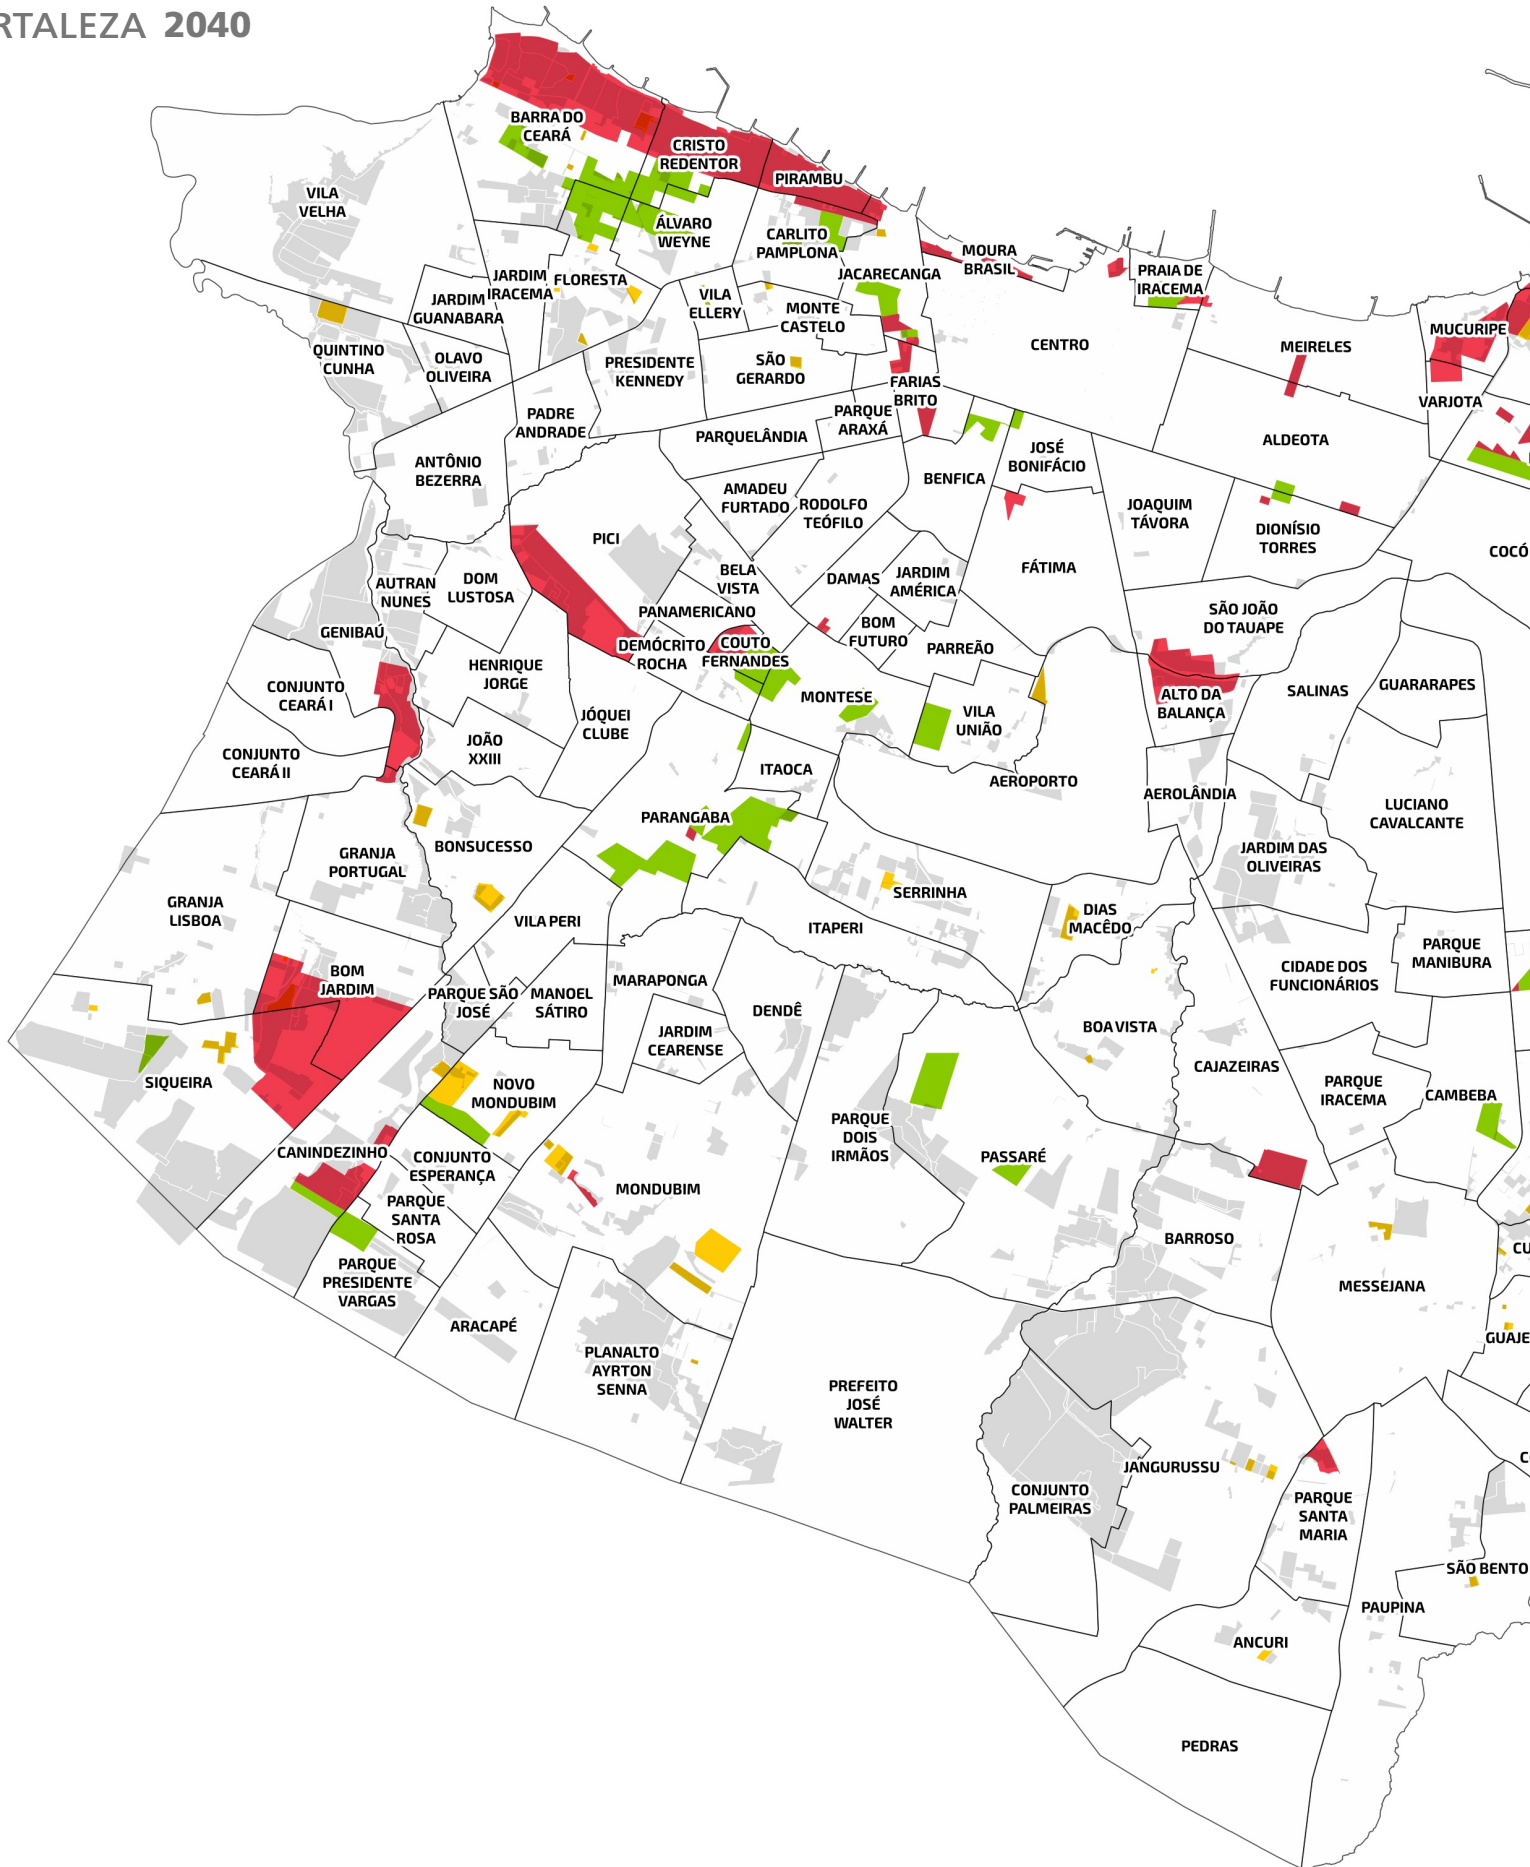 RTALEZA 2040
BARRA DO
CEARÁ
CRISTO
REDENTOR
PIRAMBU
VILA
VELHA
ÁLVARO
WEYNE
CARLITO
PAMPLONA
MOURA
BRASIL
JACARECANGA
PRAIA DE
IRACEMA
JARDIM
IRACEMA
FLORESTA
JARDIM
GUANABARA
VILA
ELLERY
MONTE
CASTELO
MUCURIPE
CENTRO
MEIRELES
QUINTINO
CUNHA
OLAVO
OLIVEIRA
PRESIDENTE
KENNEDY
SÃO
GERARDO
FARIAS
BRITO
VARJOTA
PADRE
ANDRADE
PARQUE
ARAXÁ
PARQUELÂNDIA
ALDEOTA
ANTÔNIO
BEZERRA
JOSÉ
BONIFÁCIO
BENFICA
AMADEU
FURTADO
RODOLFO
TEÓFILO
JOAQUIM
TÁVORA
DIONÍSIO
TORRES
PICI
COCÓ
AUTRAN
NUNES
DOM
LUSTOSA
BELA
VISTA
DAMAS
JARDIM
AMÉRICA
FÁTIMA
PANAMERICANO
SÃO JOÃO
DO TAUAPE
GENIBAÚ
BOM
FUTURO
DEMÓCRITO
ROCHA
COUTO
FERNANDES
PARREÃO
HENRIQUE
JORGE
CONJUNTO
CEARÁ I
MONTESE
ALTO DA
BALANÇA
SALINAS
GUARARAPES
JÓQUEI
CLUBE
VILA
UNIÃO
JOÃO
XXIII
CONJUNTO
CEARÁ II
ITAOCA
AEROPORTO
AEROLÂNDIA
LUCIANO
CAVALCANTE
PARANGABA
BONSUCESSO
GRANJA
PORTUGAL
JARDIM DAS
OLIVEIRAS
SERRINHA
GRANJA
LISBOA
VILA PERI
ITAPERI
DIAS
MACÊDO
PARQUE
MANIBURA
BOM
JARDIM
CIDADE DOS
FUNCIONÁRIOS
MARAPONGA
PARQUE SÃO
JOSÉ
MANOEL
SÁTIRO
DENDÊ
BOA VISTA
JARDIM
CEARENSE
CAJAZEIRAS
SIQUEIRA
NOVO
MONDUBIM
PARQUE
IRACEMA
CAMBEBA
PARQUE
DOIS
IRMÃOS
CANINDEZINHO
CONJUNTO
ESPERANÇA
PASSARÉ
MONDUBIM
PARQUE
SANTA
ROSA
BARROSO
CU
PARQUE
PRESIDENTE
VARGAS
MESSEJANA
ARACAPÉ
GUAJE
PLANALTO
AYRTON
SENNA
PREFEITO
JOSÉ
WALTER
JANGURUSSU
CONJUNTO
PALMEIRAS
PARQUE
SANTA
MARIA
SÃO BENTO
PAUPINA
ANCURI
PEDRAS